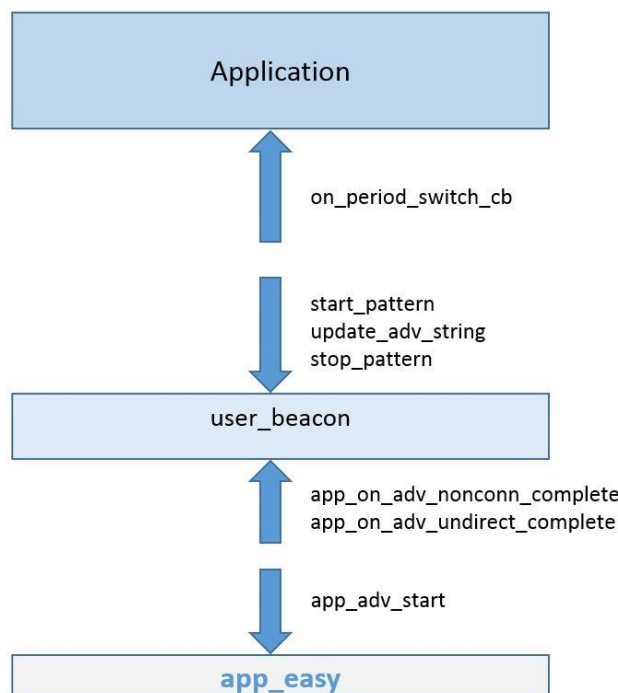 Application
on_period_switch_cb
start_pattern
update_adv_string
stop_pattern
user_beacon
app_on_adv_nonconn_complete
app_on_adv_undirect_complete
app_adv_start
app_easy